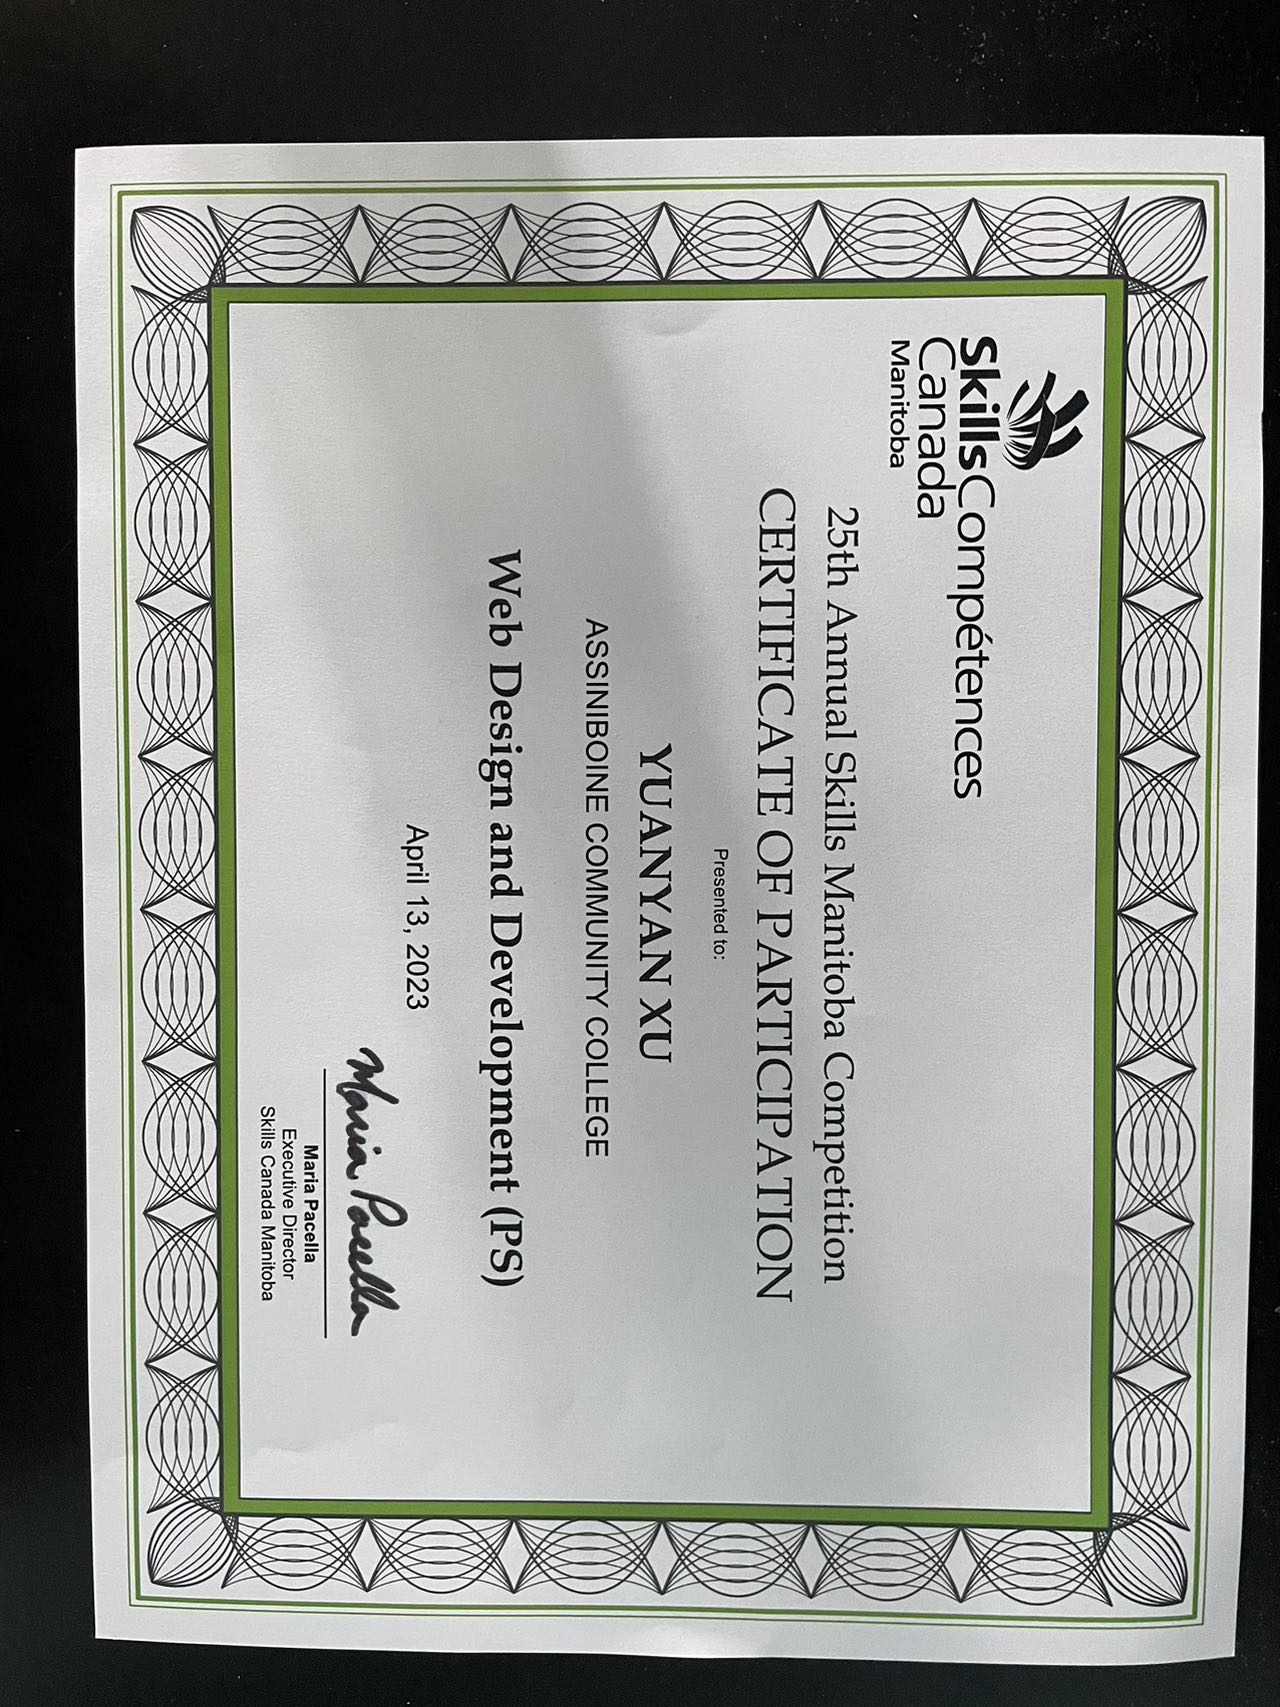 Skills Compétences
Canada
Manitoba
25th Annual Skills Manitoba Competition
CERTIFICATE OF PARTICIPATION
Presented to:
YUANYAN XU
ASSINIBOINE COMMUNITY COLLEGE
Web Design and Development (PS)
April 13, 2023
Maria Pacella
Maria Pacella
Executive Director
Skills Canada Manitoba